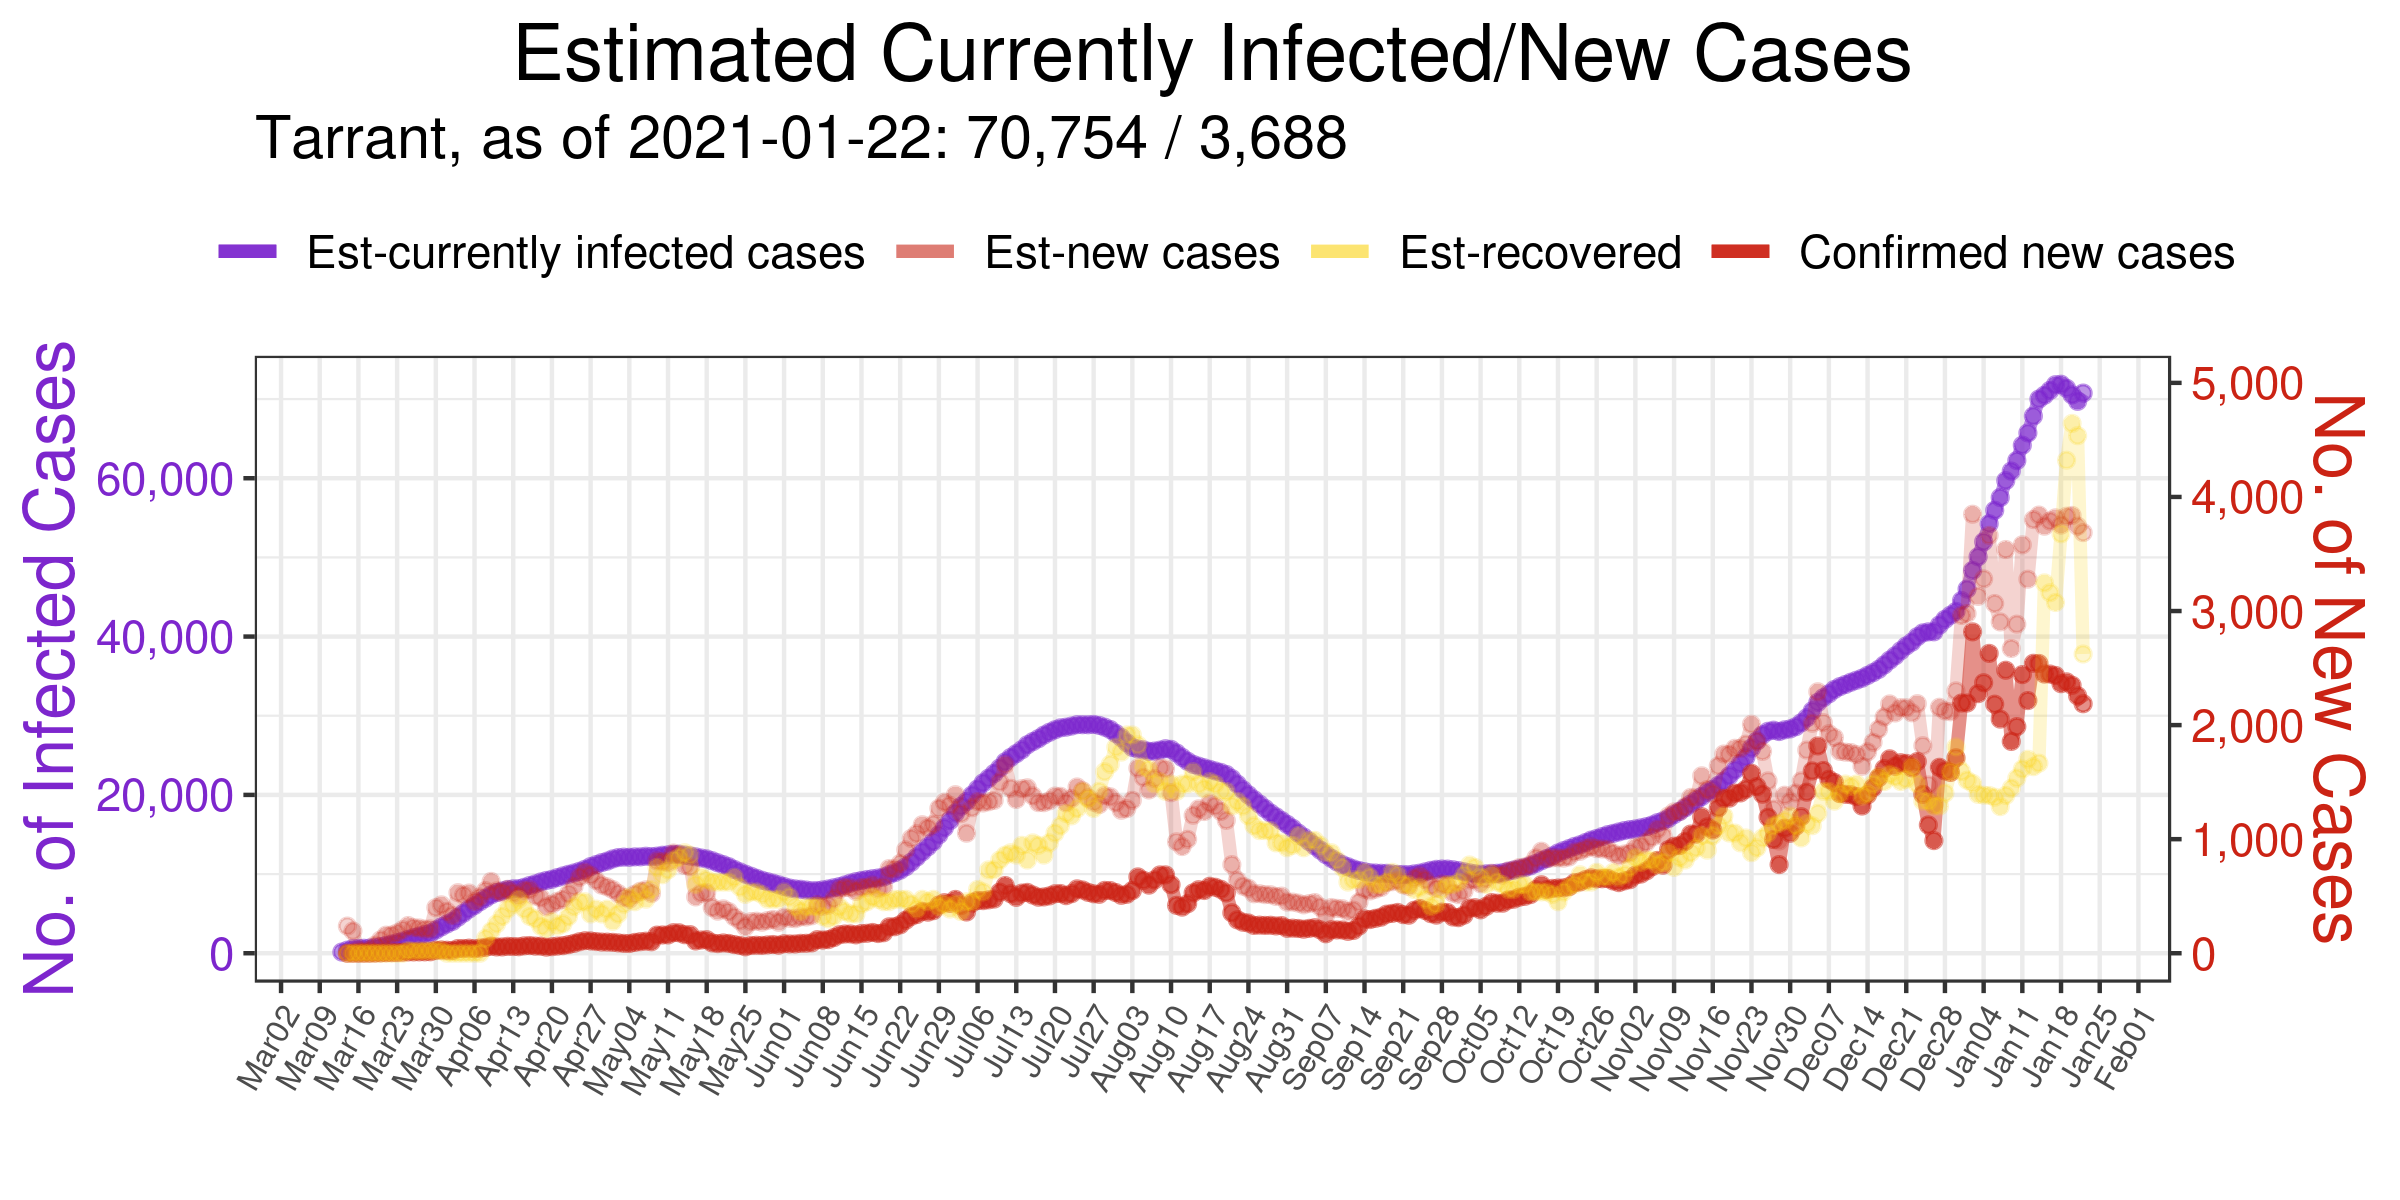 Estimated Currently Infected/New Cases
Tarrant, as of 2021-01-22: 70,754 / 3,688
Est-currently infected cases
Est-new cases
Est-recovered
Confirmed new cases
No. of Infected Cases
60,000
40,000
20,000
0
5,000
4,000
3,000
2,000
1,000
0
No. of New Cases
Mar02
Mar09
Mar16
Mar23
Mar30
Apr06
Apr13
Apr20
Apr27
May04
May11
May18
May25
Jun01
Jun08
Jun15
Jun22
Jun29
Jul06
Jul13
Jul20
Jul27
Aug03
Aug10
Aug17
Aug24
Aug31
Sep07
Sep14
Sep21
Sep28
Oct05
Oct12
Oct19
Oct26
Nov02
Nov09
Nov16
Nov23
Nov30
Dec07
Dec14
Dec21
Dec28
Jan04
Jan11
Jan18
Jan25
Feb01